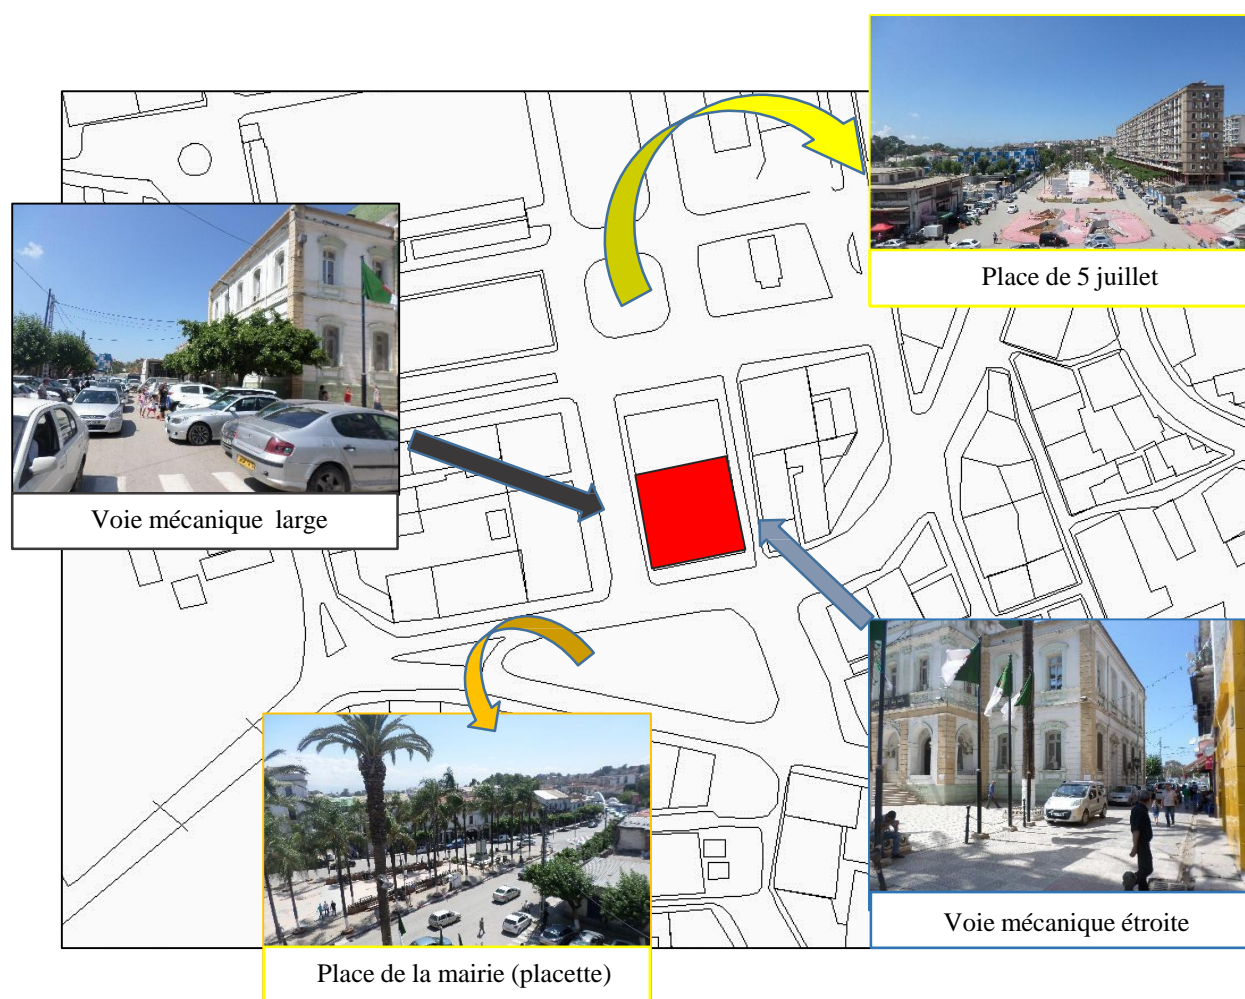 Place de 5 juillet
Voie mécanique large
Voie mécanique étroite
Place de la mairie (placette)